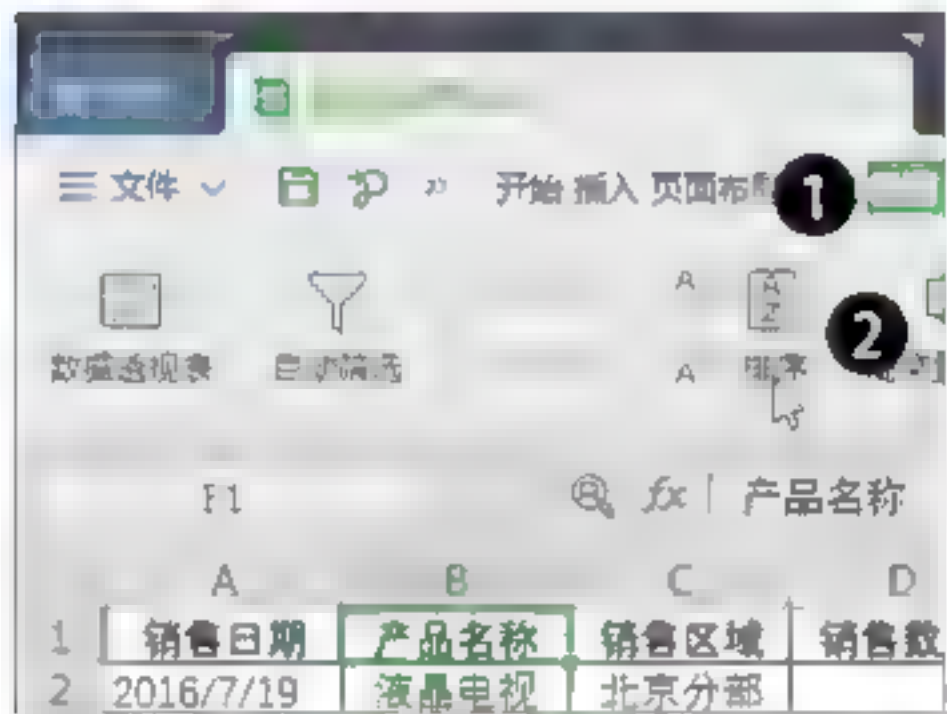 文件 开始 插入 页面布 1
数据透视表 自动筛选 A A A Z 排序 2
F1 fx 产品名称
A B C D
1 销售日期 产品名称 销售区域 销售数
2 2016/7/19 液晶电视 北京分部